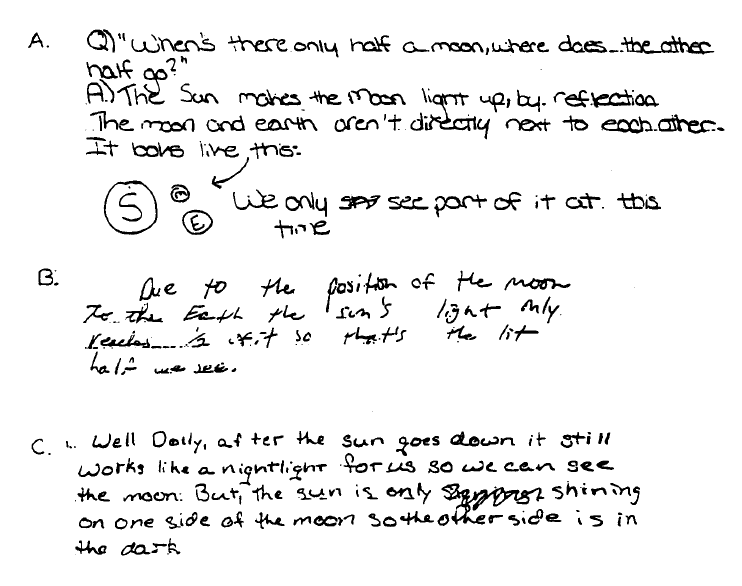 A. Q) "When's there only half a moon, where does the other
half go?"
A.) The Sun makes the Moon light up, by reflection
The moon and earth aren't directly next to each other.
It looks like this:
S m E We only see part of it at this
time
B. Due to the position of the moon
To the Earth the sun's light only
reaches ½ of it so that's the lit
half we see.
C. Well Dolly, after the sun goes down it still
works like a nightlight for us so we can see
the moon. But, the sun is only shining
on one side of the moon so the other side is in
the dark